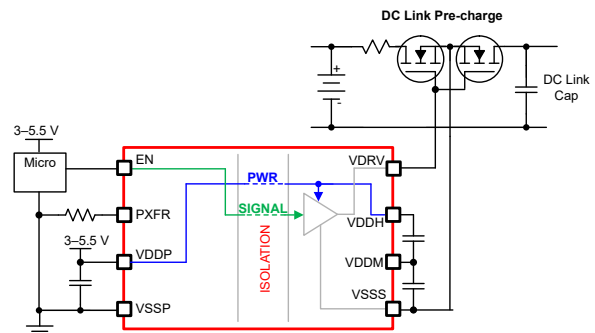 DC Link Pre-charge
+
-
DC Link
Cap
3–5.5 V
Micro
EN
VDRV
PWR
SIGNAL
PXFR
VDDH
3–5.5 V
ISOLATION
VDDP
VDDM
VSSS
VSSP